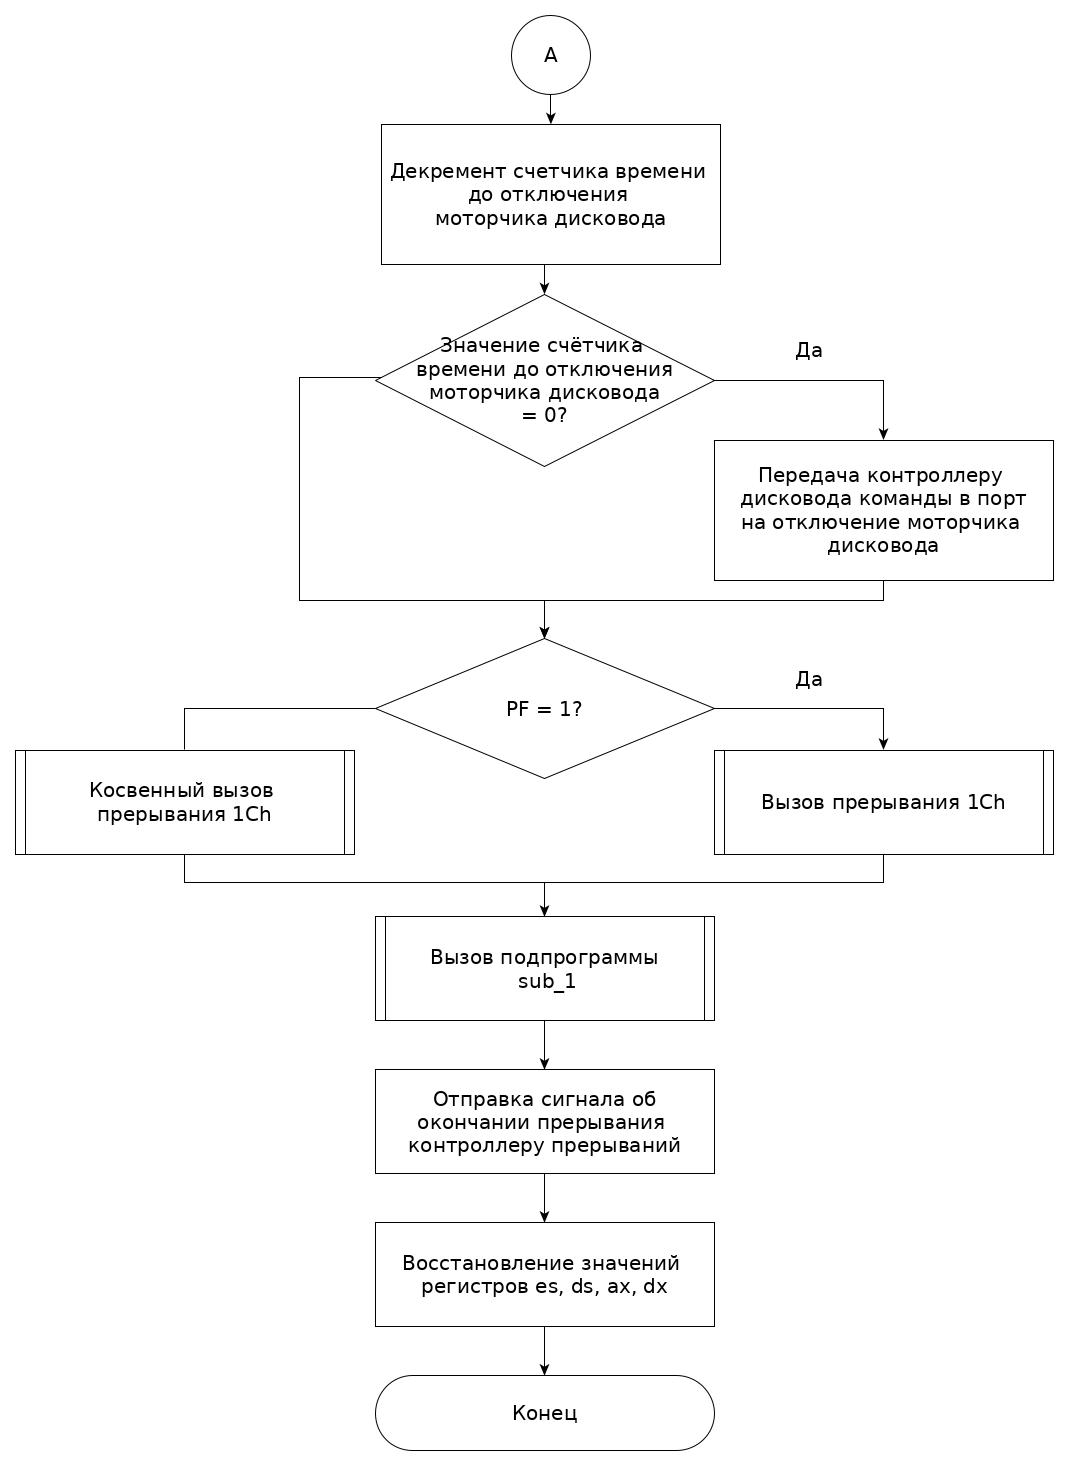 A
Декремент счетчика времени
до отключения
моторчика дисковода
Значение счётчика
времени до отключения
моторчика дисковода
= 0?
Да
Передача контроллеру
дисковода команды в порт
на отключение моторчика
дисковода
PF = 1?
Да
Косвенный вызов
прерывания 1Ch
Вызов прерывания 1Ch
Вызов подпрограммы
sub_1
Отправка сигнала об
окончании прерывания
контроллеру прерываний
Восстановление значений
регистров es, ds, ax, dx
Конец